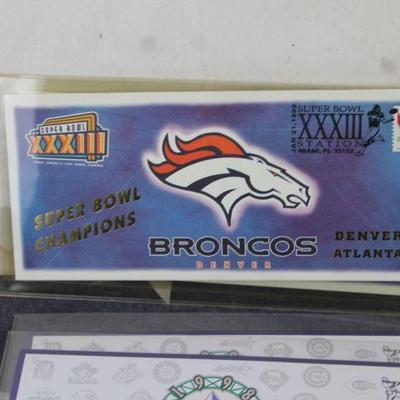 SUPER BOWL
XXXIII
SUPER BOWL
XXXIII
STATION
MIAMI, FL 33152
JAN 31, 1999
SUPER BOWL
CHAMPIONS
BRONCOS
DENVER
DENVER
ATLANTA
1998